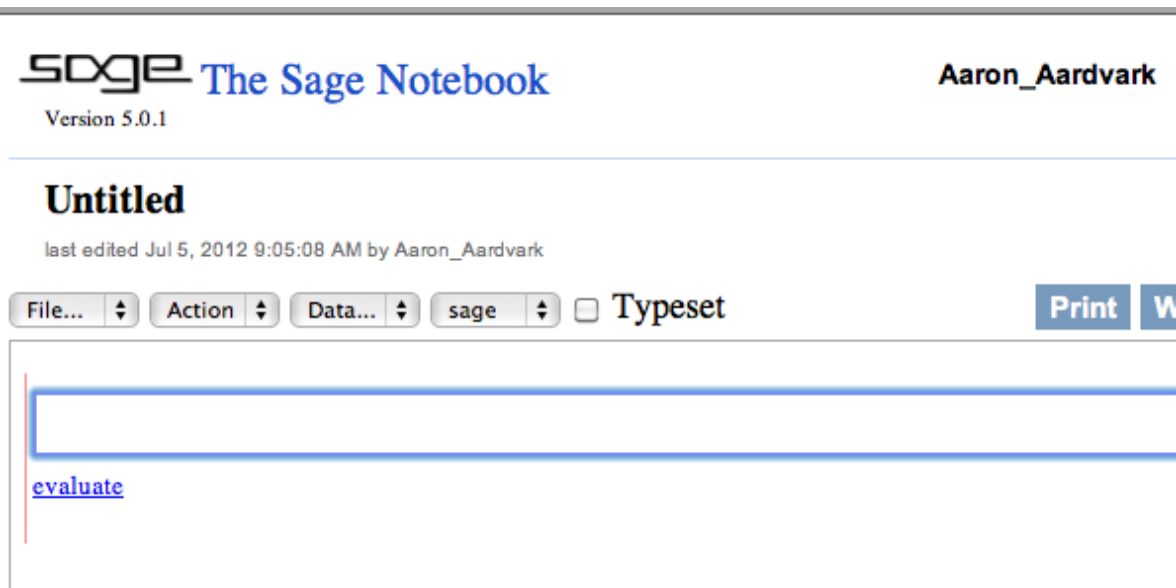 sage The Sage Notebook Aaron_Aardvark
Version 5.0.1
Untitled
last edited Jul 5, 2012 9:05:08 AM by Aaron_Aardvark
File... Action Data... sage Typeset Print W
evaluate